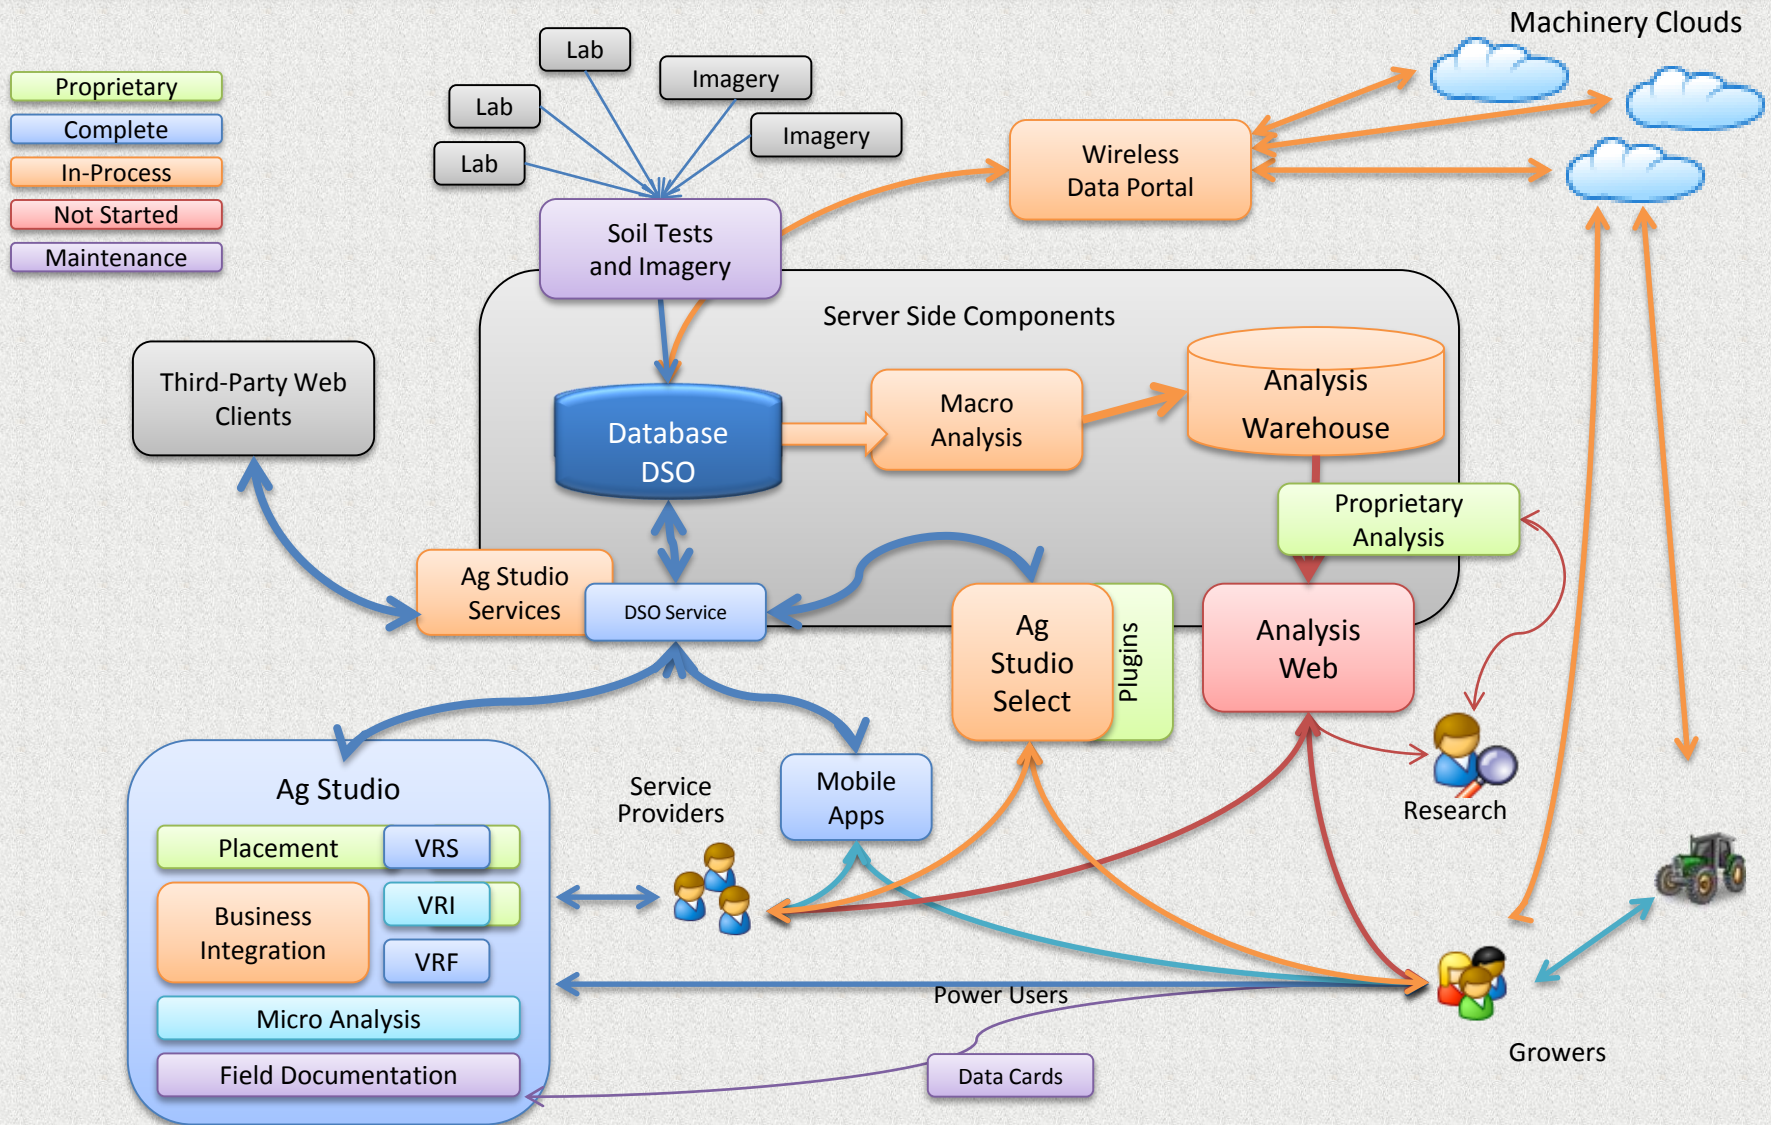 Machinery Clouds
Lab
Imagery
Lab
Imagery
Lab
Proprietary
Complete
In-Process
Not Started
Maintenance
Wireless
Data Portal
Soil Tests
and Imagery
Server Side Components
Third-Party Web
Clients
Database
DSO
Macro
Analysis
Analysis
Warehouse
Proprietary
Analysis
Ag Studio
Services
DSO Service
Ag
Studio
Select
Plugins
Analysis
Web
Ag Studio
Placement
VRS
Business
Integration
VRI
VRF
Micro Analysis
Field Documentation
Service
Providers
Mobile
Apps
Research
Power Users
Data Cards
Growers